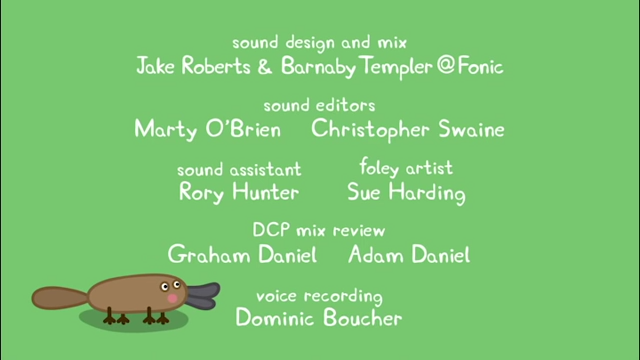 sound design and mix
Jake Roberts & Barnaby Templer @Fonic
sound editors
Marty O'Brien Christopher Swaine
sound assistant foley artist
Rory Hunter Sue Harding
DCP mix review
Graham Daniel Adam Daniel
voice recording
Dominic Boucher